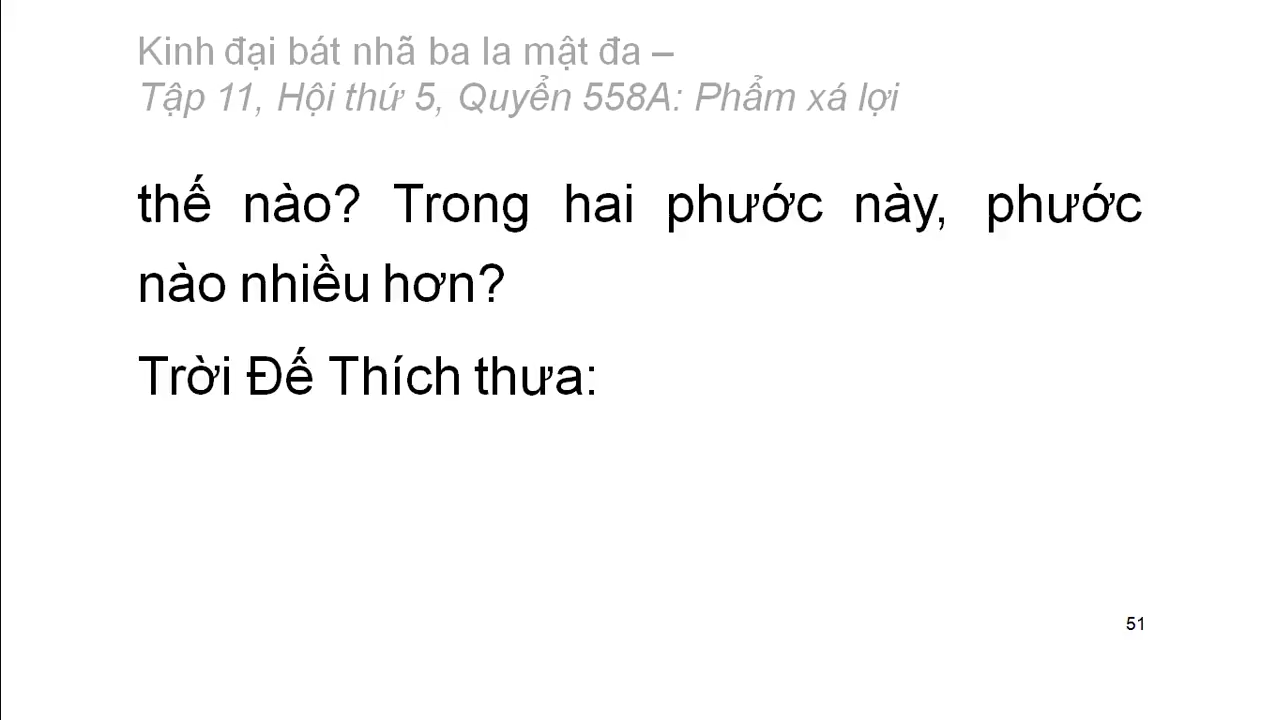 Kinh đại bát nhã ba la mật đa –
Tập 11, Hội thứ 5, Quyển 558A: Phẩm xá lợi
thế nào? Trong hai phước này, phước
nào nhiều hơn?
Trời Đế Thích thưa:
51